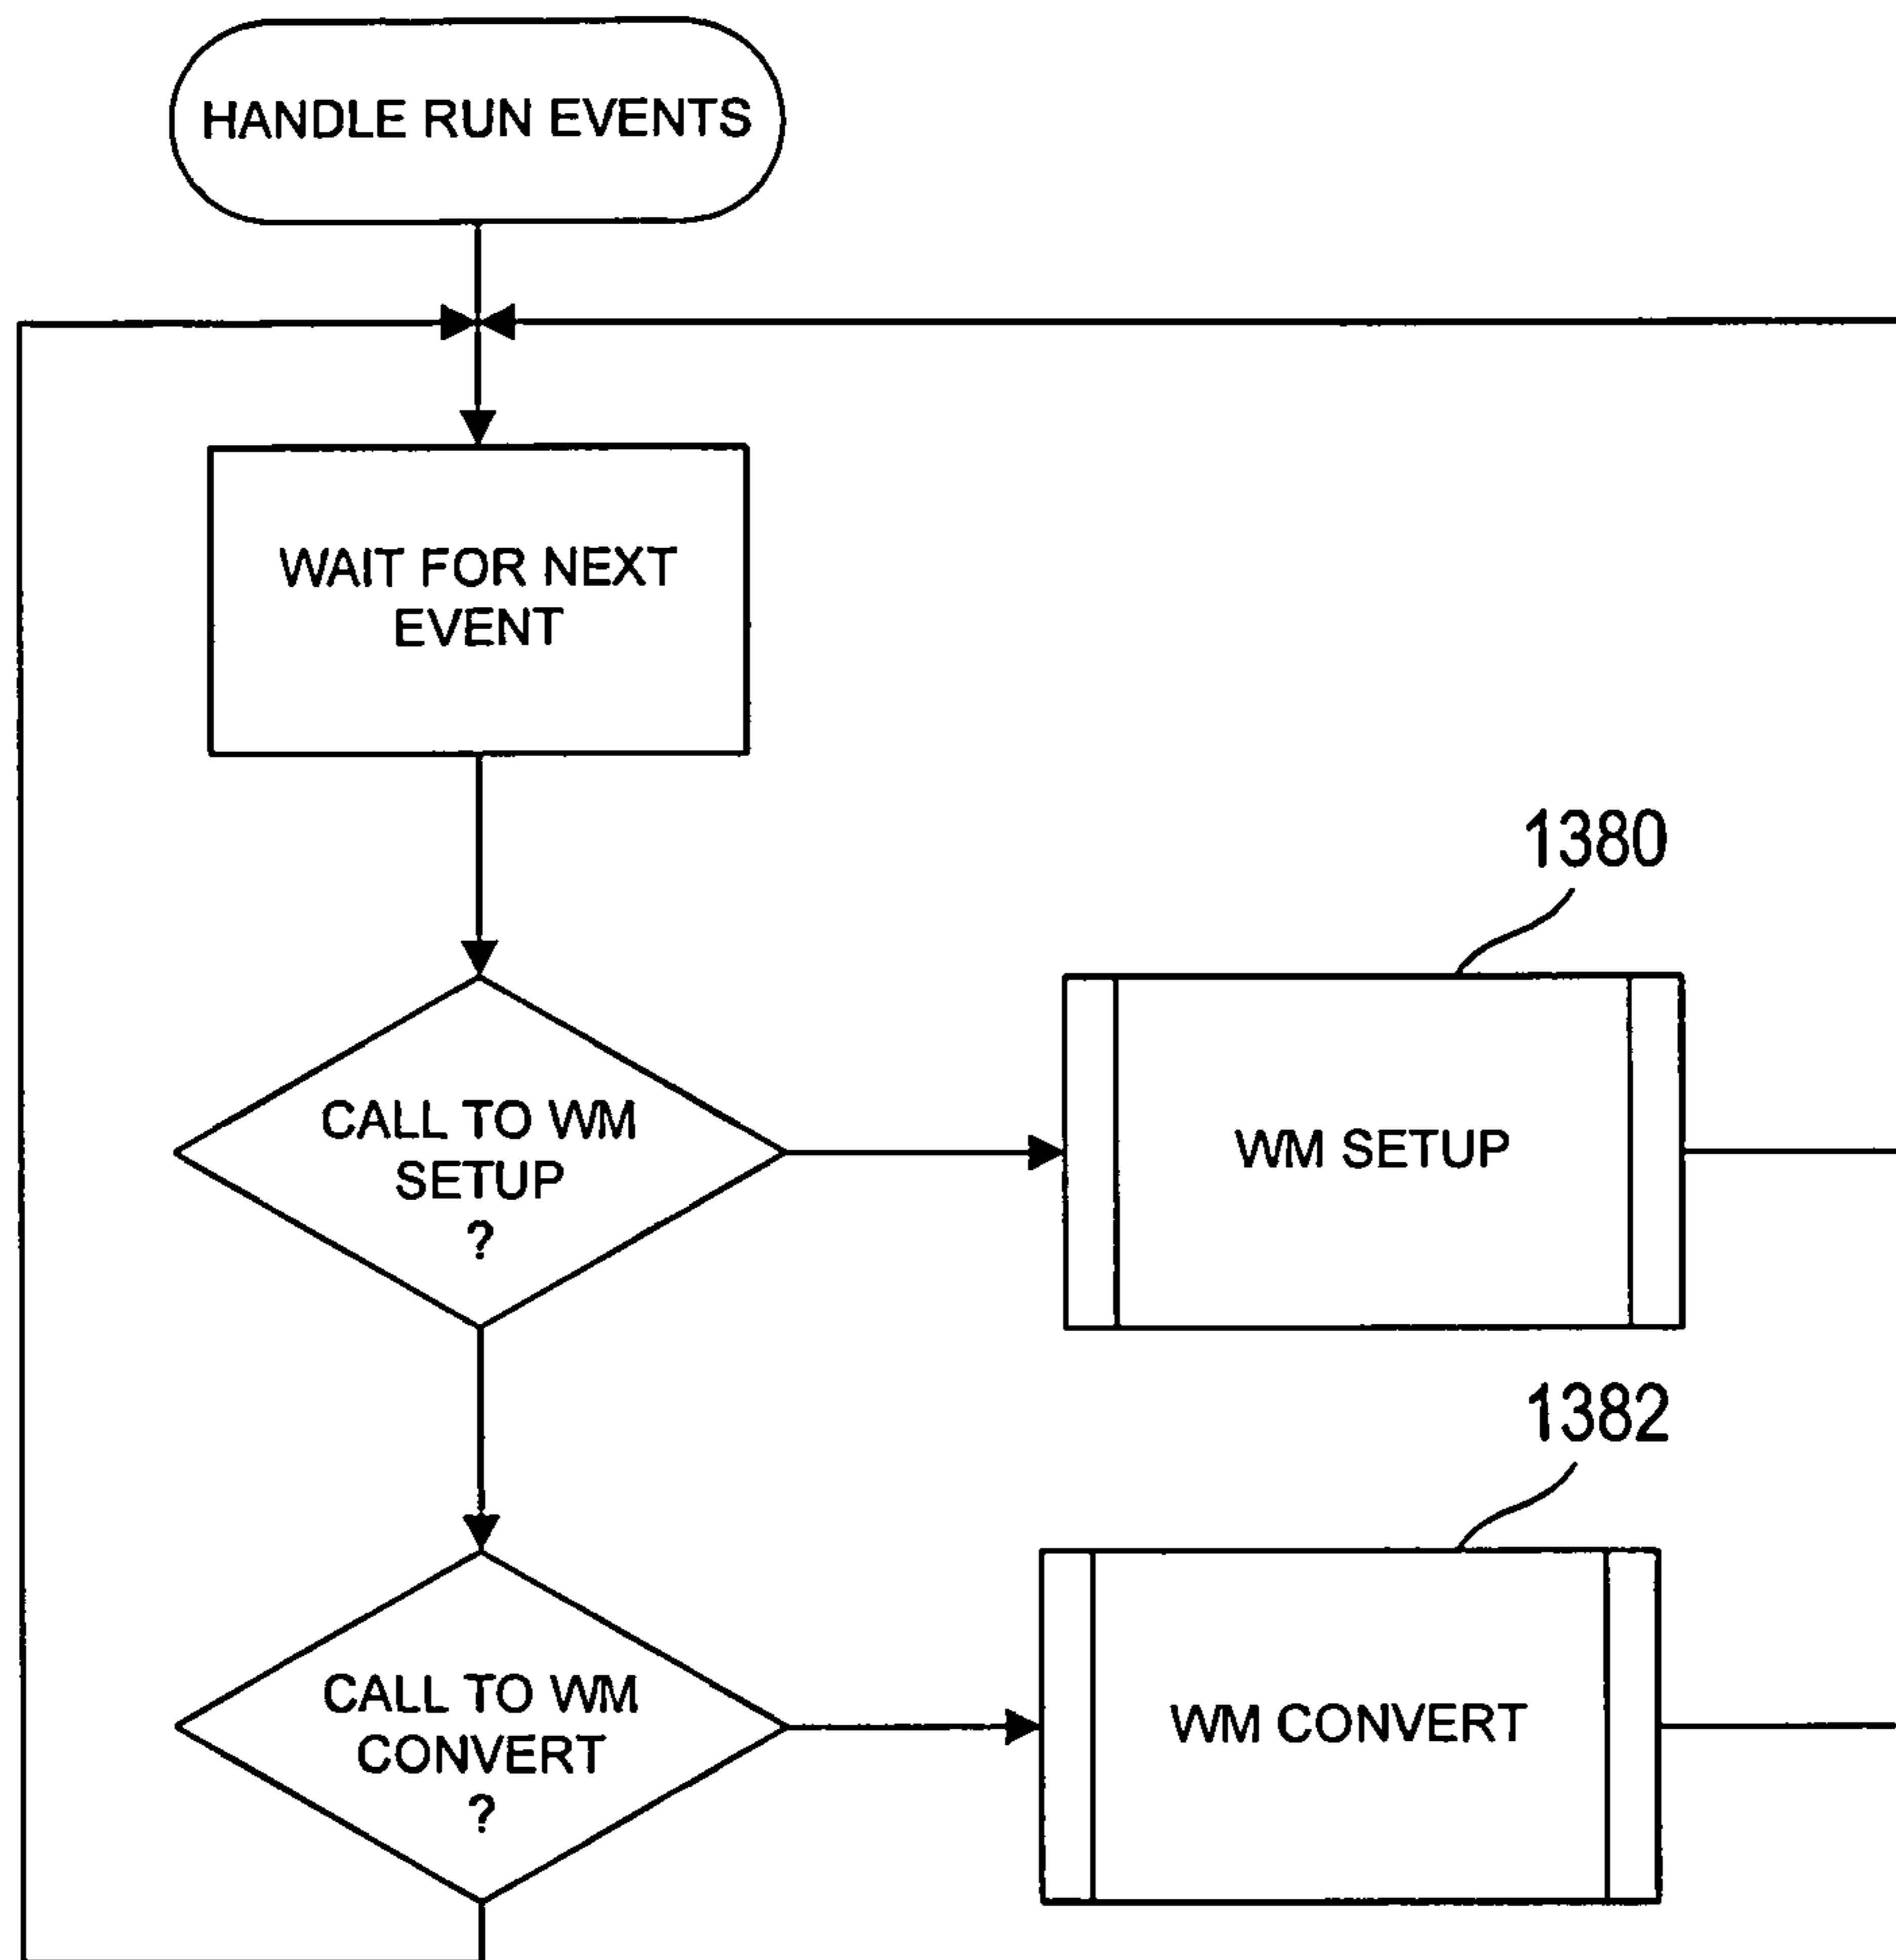 HANDLE RUN EVENTS
WAIT FOR NEXT
EVENT
1380
CALL TO WM
SETUP
?
WM SETUP
1382
CALL TO WM
CONVERT
?
WM CONVERT